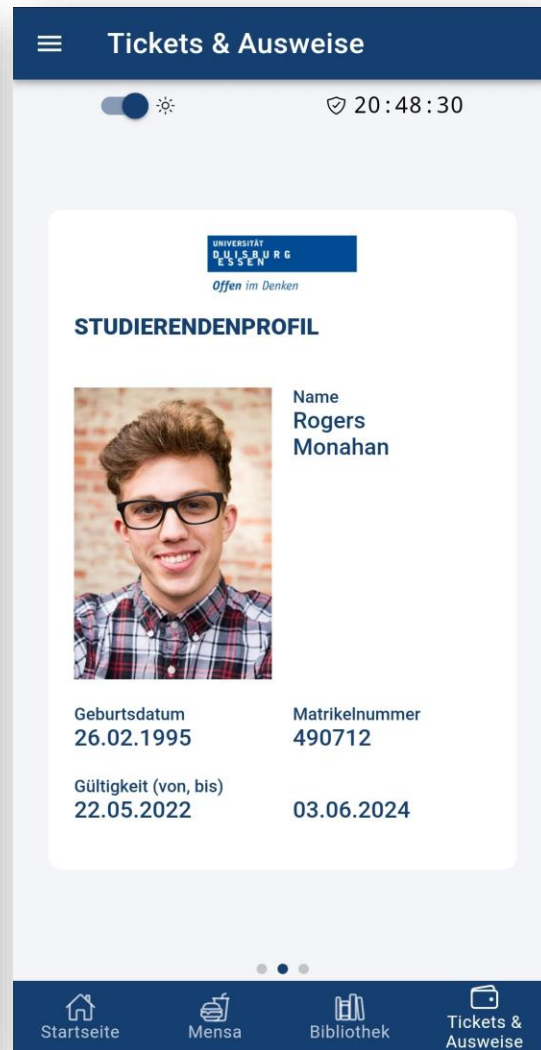 Tickets & Ausweise
20:48:30
UNIVERSITÄT
DUISBURG
ESSEN
Offen im Denken
STUDIERENDENPROFIL
Name
Rogers
Monahan
Geburtsdatum
26.02.1995
Matrikelnummer
490712
Gültigkeit (von, bis)
22.05.2022
03.06.2024
Startseite
Mensa
Bibliothek
Tickets &
Ausweise